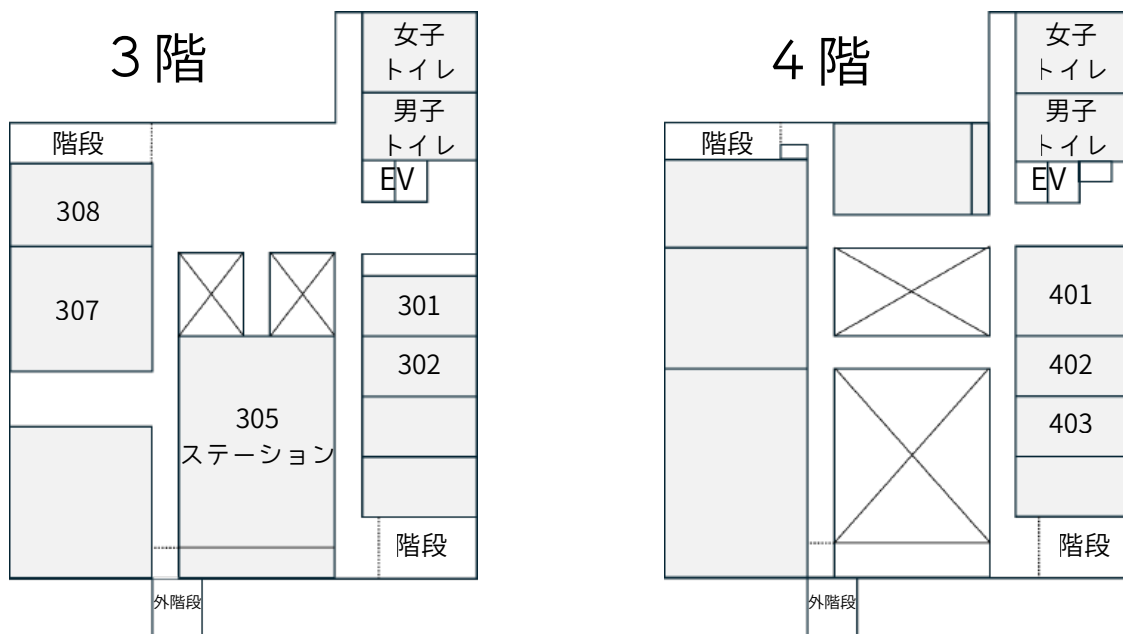 ３階
女子
トイレ
男子
トイレ
階段
EV
308
307
301
302
305
ステーション
階段
外階段
４階
女子
トイレ
男子
トイレ
階段
EV
401
402
403
階段
外階段